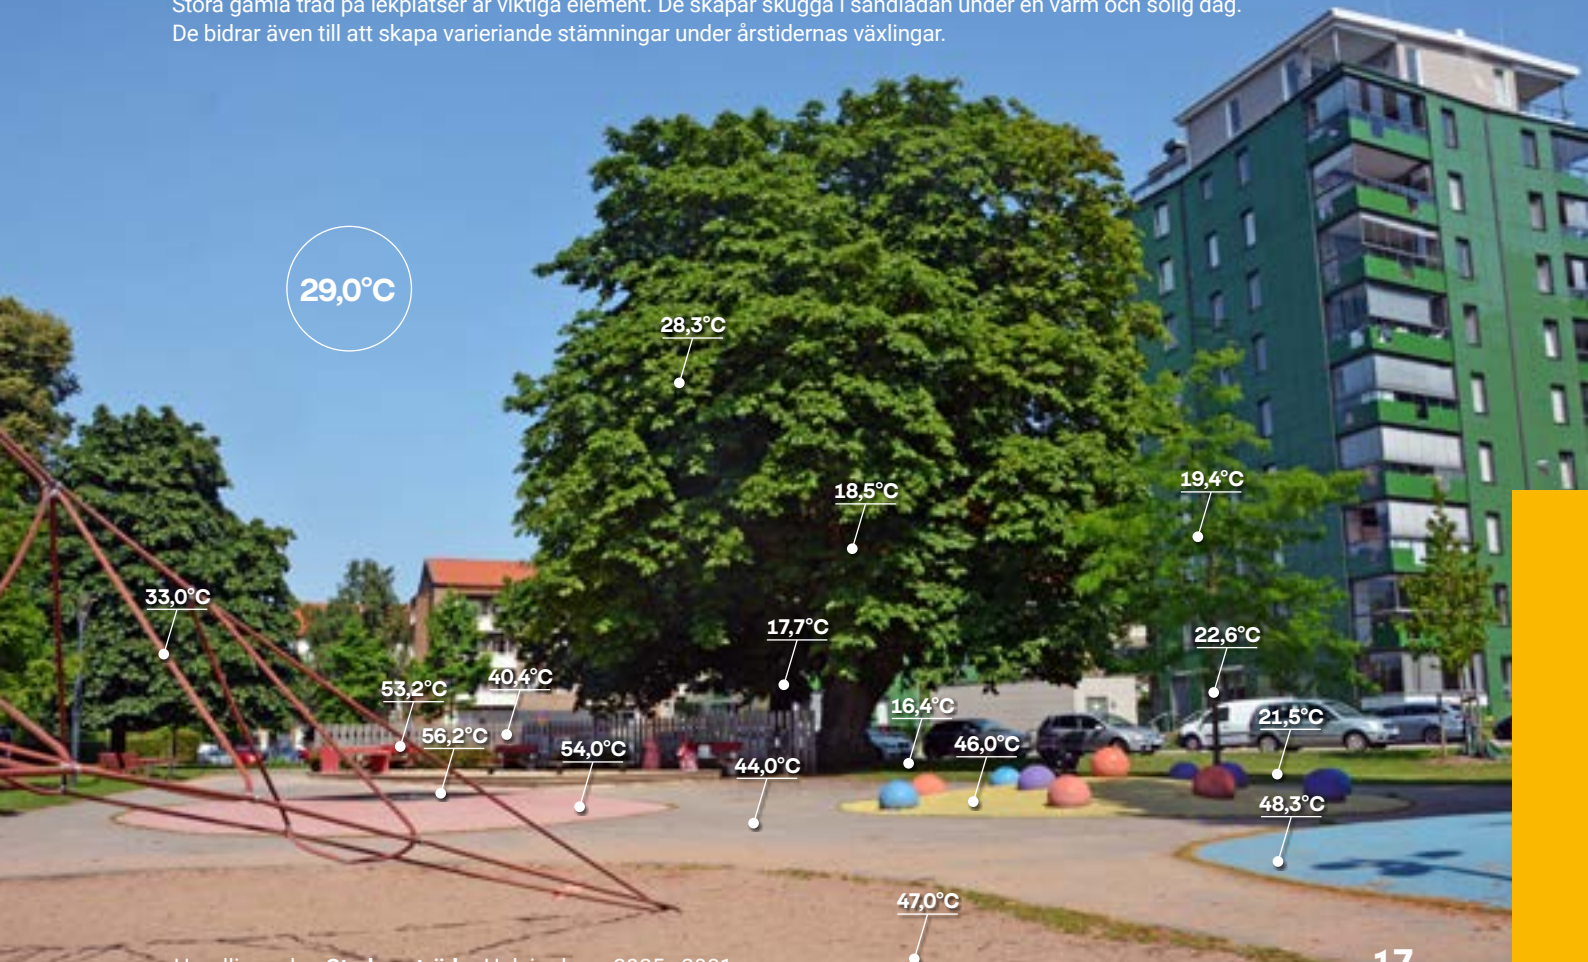 Stora gamla träd på lekplatser är viktiga element. De skapar skugga i sandlådan under en varm och solig dag.
De bidrar även till att skapa varieriande stämningar under årstidernas växlingar.
29,0°C
28,3°C
19,4°C
18,5°C
33,0°C
17,7°C
22,6°C
40,4°C
53,2°C
16,4°C
21,5°C
56,2°C
54,0°C
46,0°C
44,0°C
48,3°C
47,0°C
17